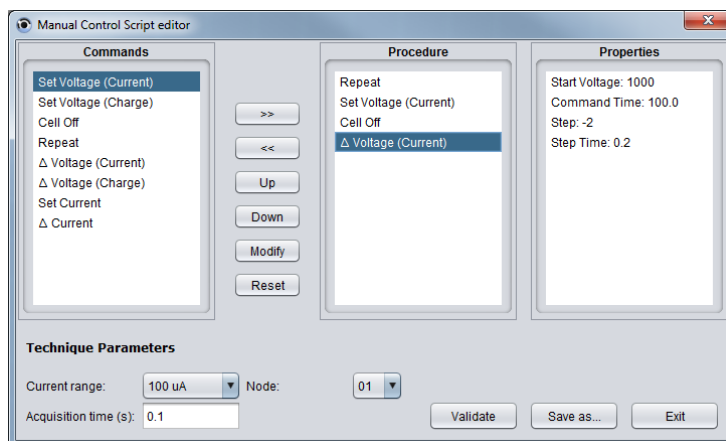 Manual Control Script editor
x
Commands
Set Voltage (Current)
Set Voltage (Charge)
Cell Off
Repeat
Δ Voltage (Current)
Δ Voltage (Charge)
Set Current
Δ Current
>>
<<
Up
Down
Modify
Reset
Procedure
Repeat
Set Voltage (Current)
Cell Off
Δ Voltage (Current)
Properties
Start Voltage: 1000
Command Time: 100.0
Step: -2
Step Time: 0.2
Technique Parameters
Current range: 100 uA Node: 01
Acquisition time (s): 0.1
Validate Save as... Exit